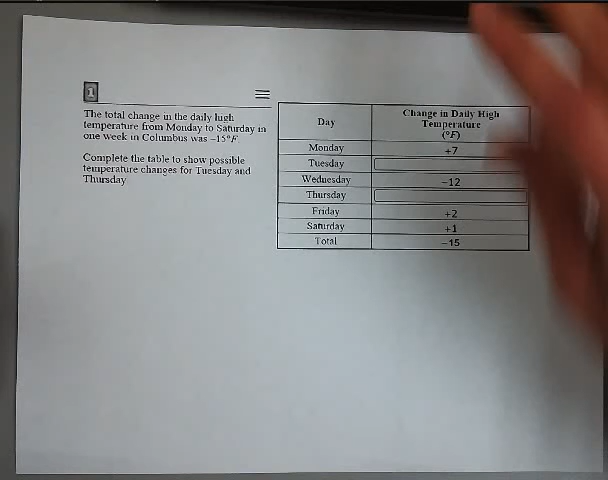 1
The total change in the daily high
temperature from Monday to Saturday in
one week in Columbus was -15°F.
Complete the table to show possible
temperature changes for Tuesday and
Thursday
Day Change in Daily High Temperature (°F)
Monday +7
Tuesday
Wednesday -12
Thursday
Friday +2
Saturday +1
Total -15